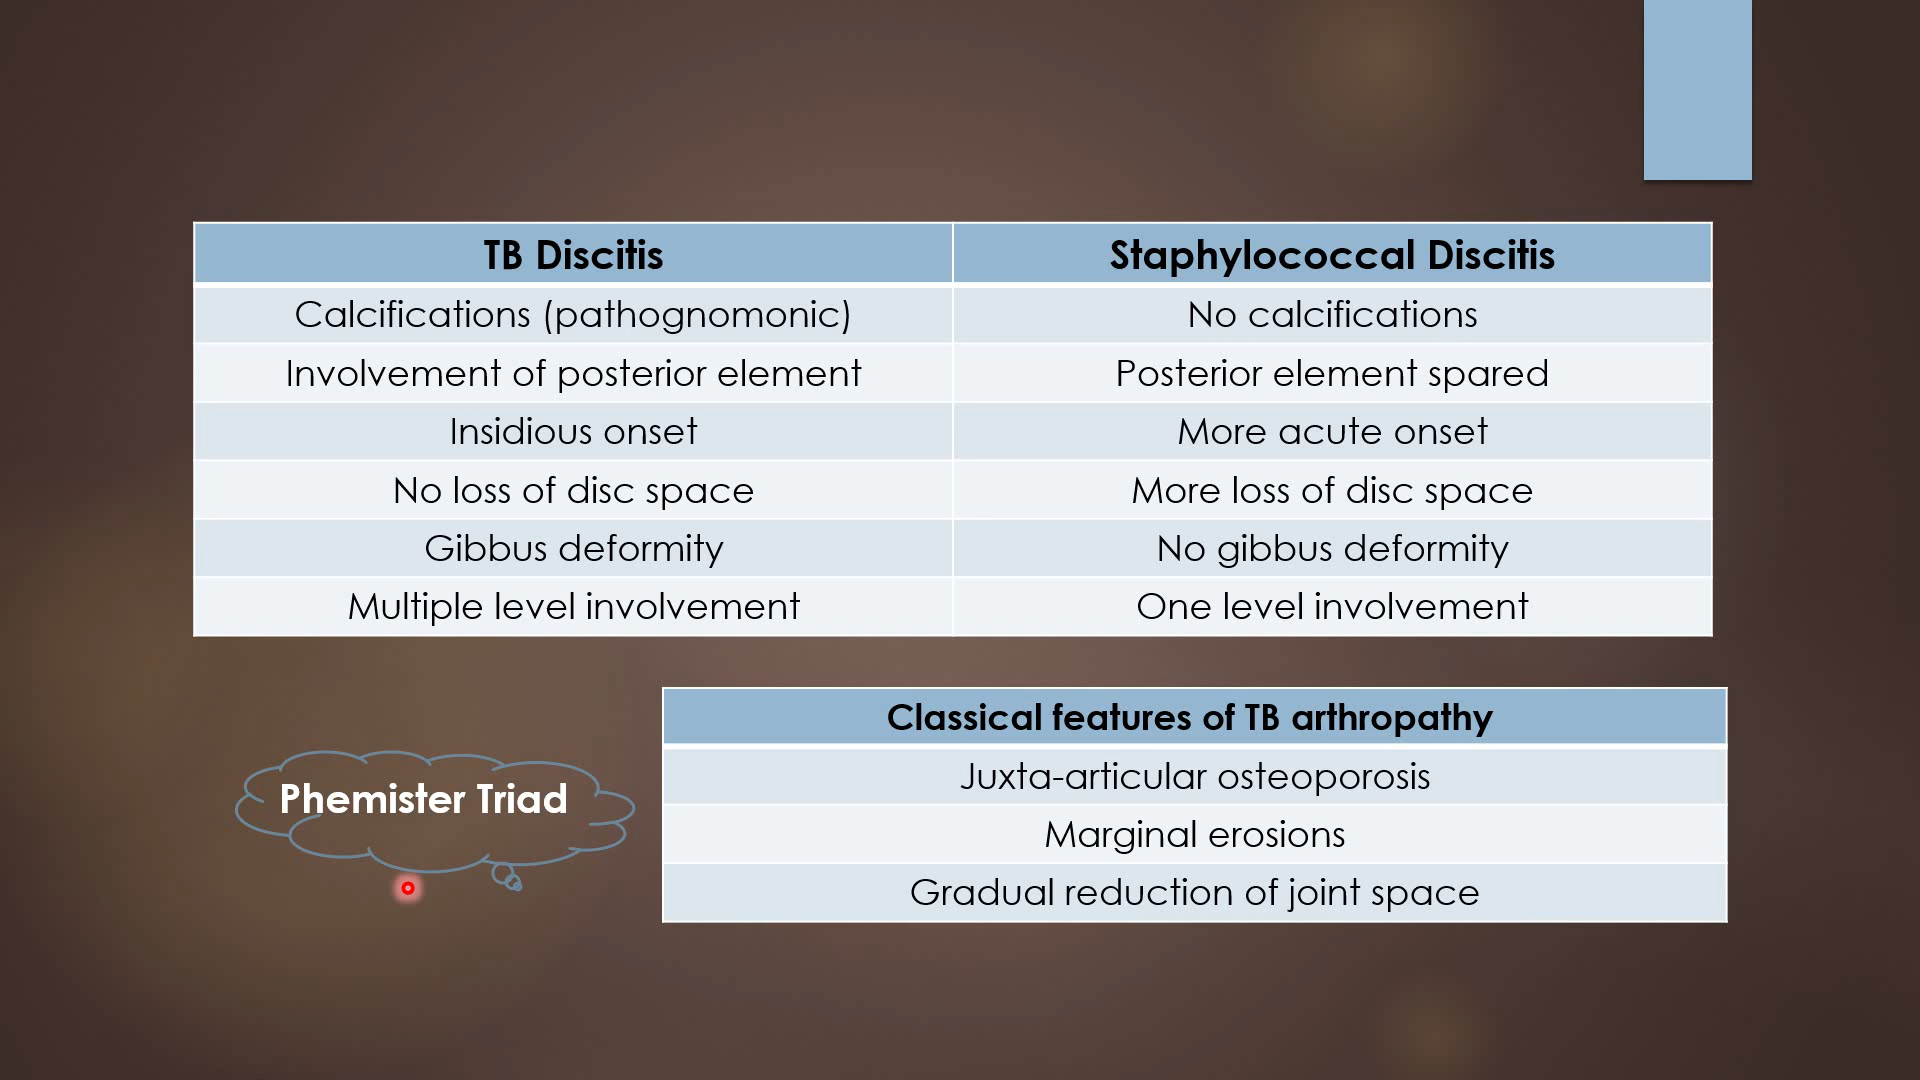 TB Discitis Staphylococcal Discitis
Calcifications (pathognomonic) No calcifications
Involvement of posterior element Posterior element spared
Insidious onset More acute onset
No loss of disc space More loss of disc space
Gibbus deformity No gibbus deformity
Multiple level involvement One level involvement
Phemister Triad
Classical features of TB arthropathy
Juxta-articular osteoporosis
Marginal erosions
Gradual reduction of joint space